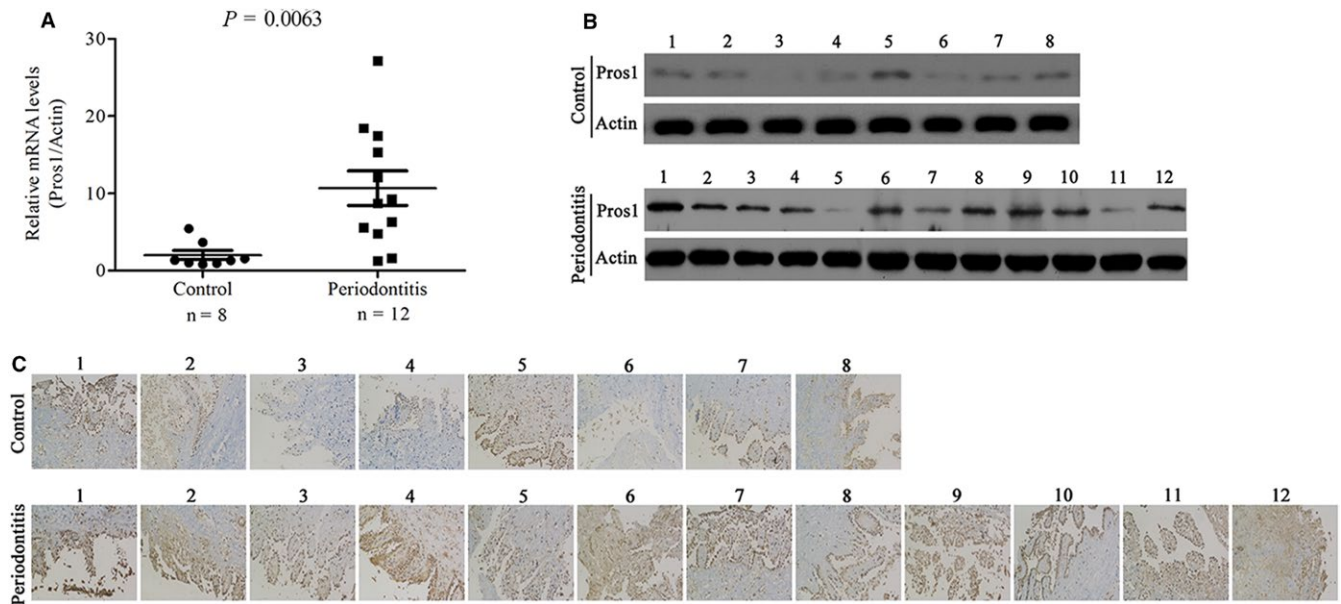 A
P = 0.0063
Relative mRNA levels
(Pros1/Actin)
30
20
10
0
Control
Periodontitis
n = 8
n = 12
B
1 2 3 4 5 6 7 8
Control
Pros1
Actin
1 2 3 4 5 6 7 8 9 10 11 12
Periodontitis
Pros1
Actin
C
1 2 3 4 5 6 7 8
Control
1 2 3 4 5 6 7 8 9 10 11 12
Periodontitis